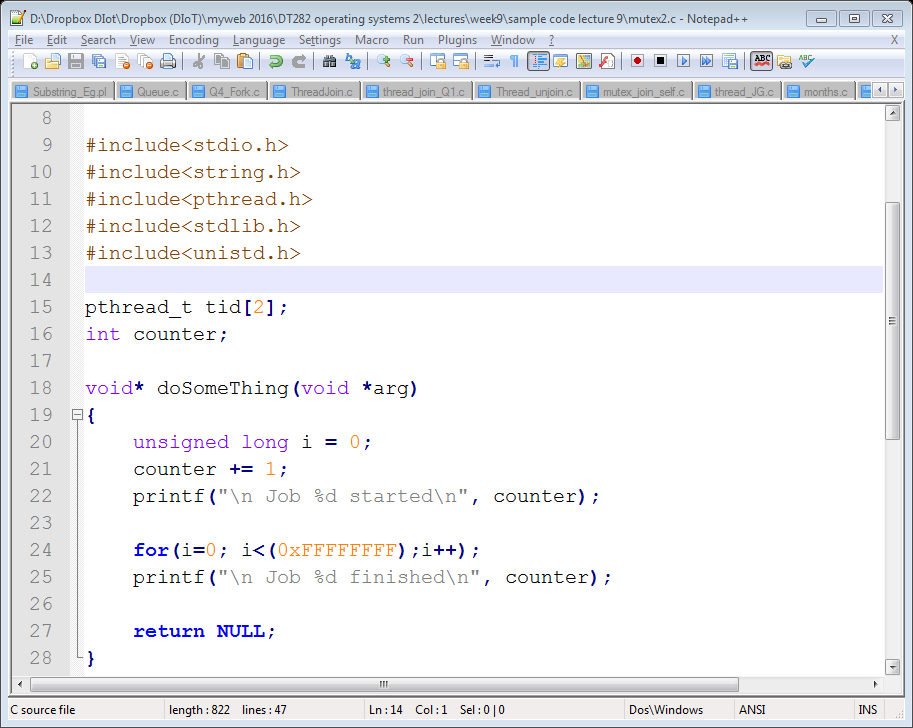 D:\Dropbox DIot\Dropbox (DIoT)\myweb 2016\DT282 operating systems 2\lectures\week9\sample code lecture 9\mutex2.c - Notepad++
File Edit Search View Encoding Language Settings Macro Run Plugins Window ? X
ABC ABC
Substring_Eg.pl Queue.c Q4_Fork.c ThreadJoin.c thread_join_Q1.c Thread_unjoin.c mutex_join_self.c thread_JG.c months.c
8
9 #include<stdio.h>
10 #include<string.h>
11 #include<pthread.h>
12 #include<stdlib.h>
13 #include<unistd.h>
14
15 pthread_t tid[2];
16 int counter;
17
18 void* doSomeThing(void *arg)
19 {
20 unsigned long i = 0;
21 counter += 1;
22 printf("\n Job %d started\n", counter);
23
24 for(i=0; i<(0xFFFFFFFF);i++);
25 printf("\n Job %d finished\n", counter);
26
27 return NULL;
28 }
C source file length : 822 lines : 47 Ln : 14 Col : 1 Sel : 0 | 0 Dos\Windows ANSI INS